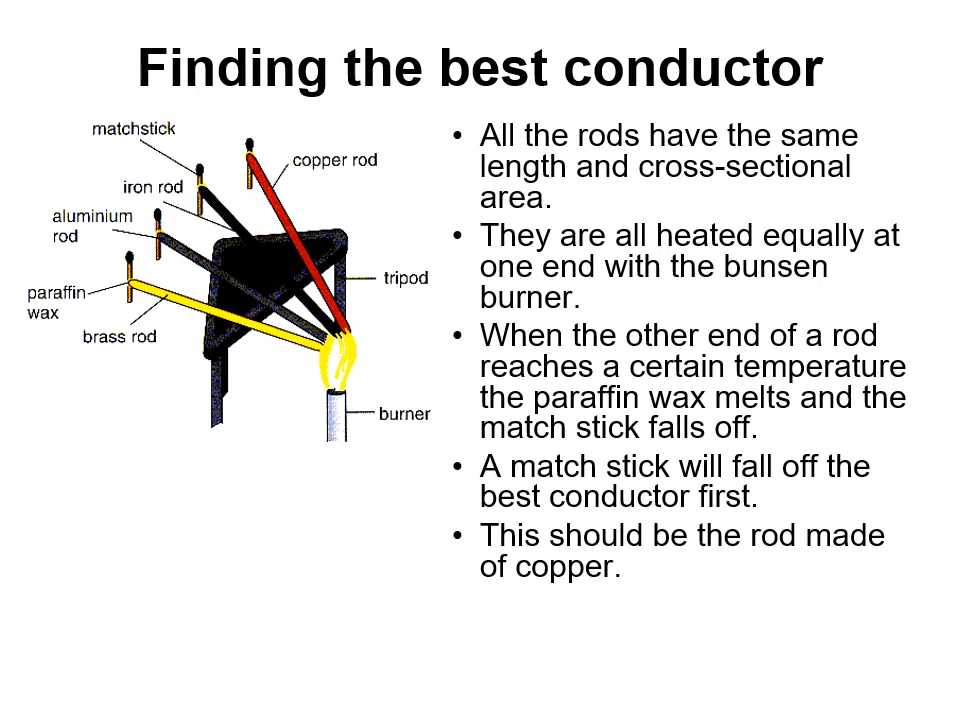 Finding the best conductor
matchstick
copper rod
iron rod
aluminium
rod
tripod
paraffin
wax
brass rod
burner
• All the rods have the same
length and cross-sectional
area.
• They are all heated equally at
one end with the bunsen
burner.
• When the other end of a rod
reaches a certain temperature
the paraffin wax melts and the
match stick falls off.
• A match stick will fall off the
best conductor first.
• This should be the rod made
of copper.